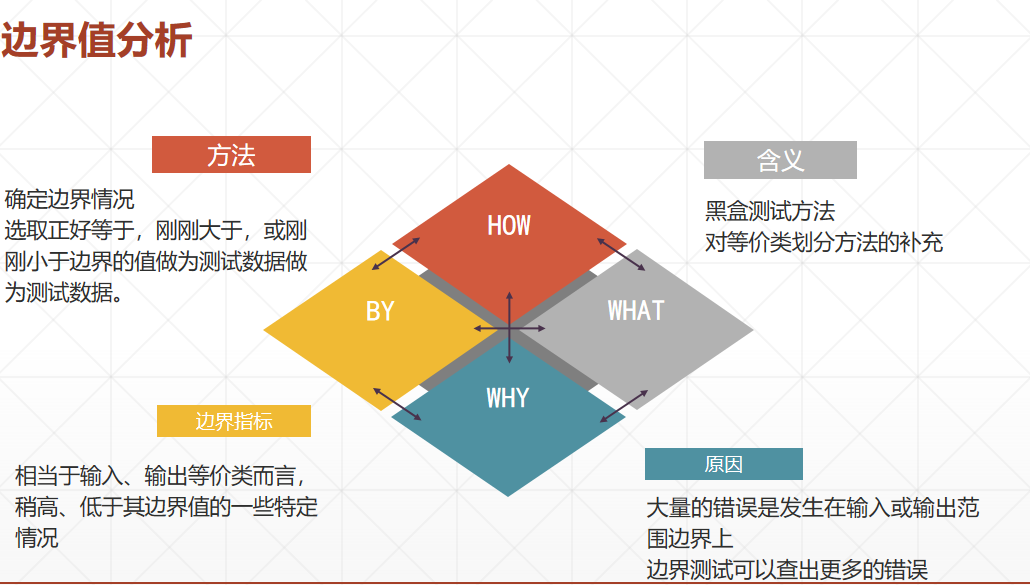 边界值分析
方法
确定边界情况
选取正好等于，刚刚大于，或刚
刚小于边界的值做为测试数据做
为测试数据。
含义
黑盒测试方法
对等价类划分方法的补充
HOW
BY
WHAT
WHY
边界指标
相当于输入、输出等价类而言，
稍高、低于其边界值的一些特定
情况
原因
大量的错误是发生在输入或输出范
围边界上
边界测试可以查出更多的错误